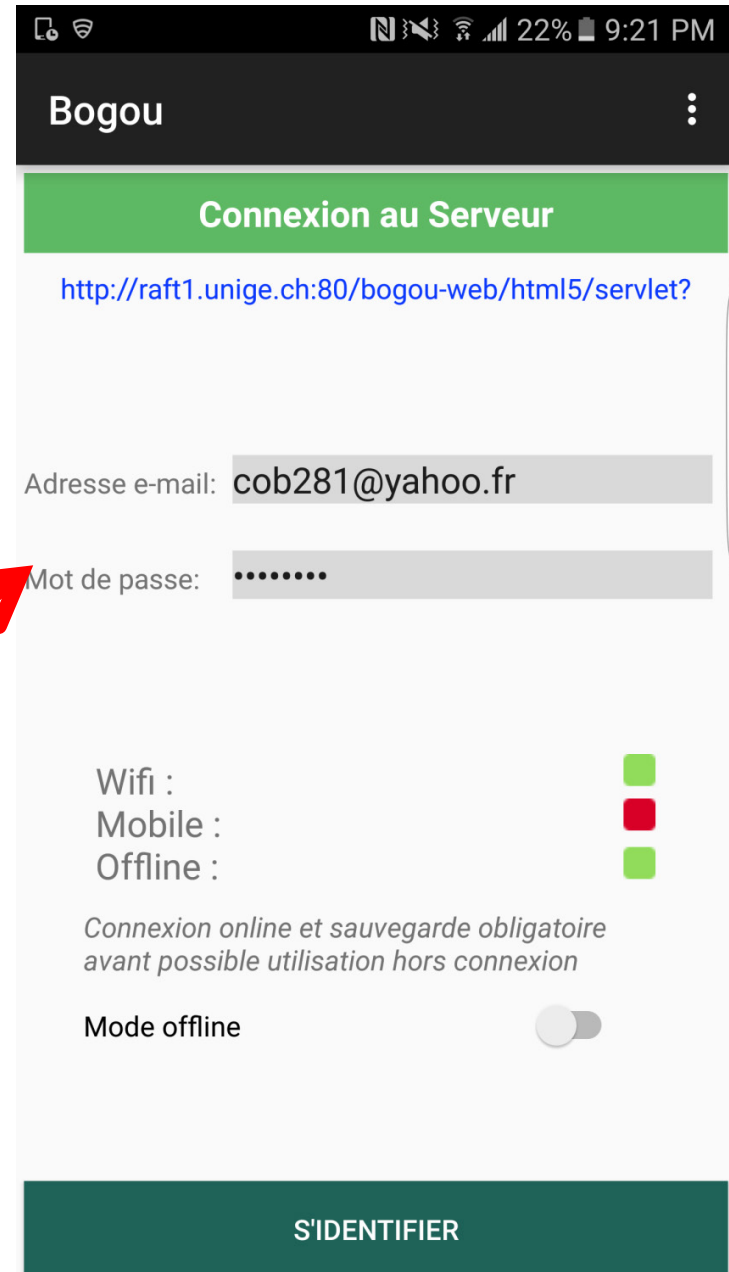 22% 9:21 PM
Bogou
Connexion au Serveur
http://raft1.unige.ch:80/bogou-web/html5/servlet?
Adresse e-mail: cob281@yahoo.fr
Mot de passe: ••••••••
Wifi :
Mobile :
Offline :
Connexion online et sauvegarde obligatoire
avant possible utilisation hors connexion
Mode offline
S'IDENTIFIER